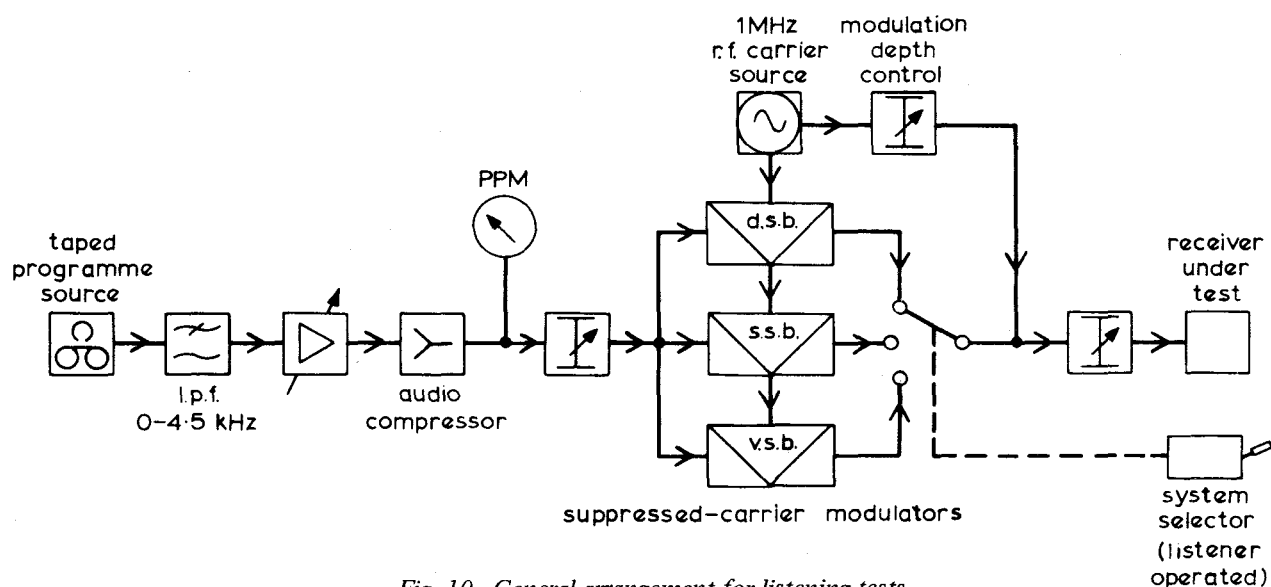 1MHz
r.f. carrier
source
modulation
depth
control
PPM
taped
programme
source
d.s.b.
receiver
under
test
s.s.b.
l.p.f.
0–4·5 kHz
audio
compressor
v.s.b.
suppressed–carrier modulators
system
selector
(listener
operated)
Fig. 10 General arrangement for listening tests